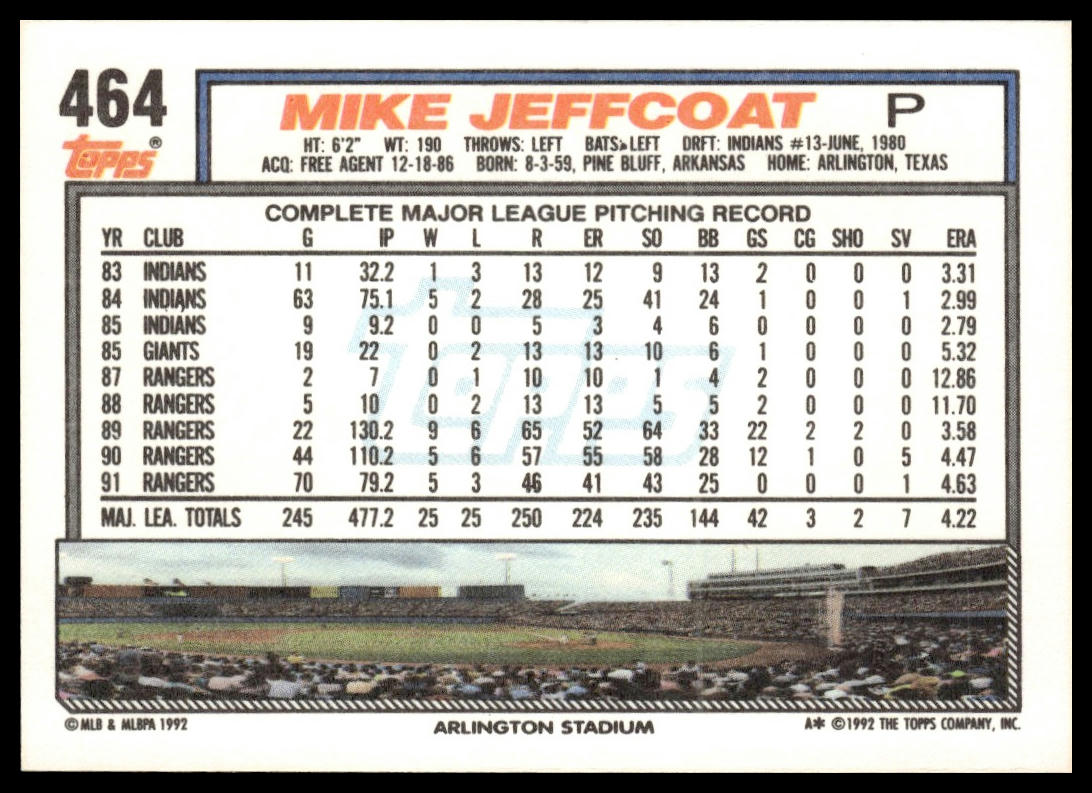 464
Topps®
MIKE JEFFCOAT P
HT: 6'2" WT: 190 THROWS: LEFT BATS: LEFT DRFT: INDIANS #13-JUNE, 1980
ACQ: FREE AGENT 12-18-86 BORN: 8-3-59, PINE BLUFF, ARKANSAS HOME: ARLINGTON, TEXAS
COMPLETE MAJOR LEAGUE PITCHING RECORD
YR CLUB G IP W L R ER SO BB GS CG SHO SV ERA
83 INDIANS 11 32.2 1 3 13 12 9 13 2 0 0 0 3.31
84 INDIANS 63 75.1 5 2 28 25 41 24 1 0 0 1 2.99
85 INDIANS 9 9.2 0 0 5 3 4 6 0 0 0 0 2.79
85 GIANTS 19 22 0 2 13 13 10 6 1 0 0 0 5.32
87 RANGERS 2 7 0 1 10 10 1 4 2 0 0 0 12.86
88 RANGERS 5 10 0 2 13 13 5 5 2 0 0 0 11.70
89 RANGERS 22 130.2 9 6 65 52 64 33 22 2 2 0 3.58
90 RANGERS 44 110.2 5 6 57 55 58 28 12 1 0 5 4.47
91 RANGERS 70 79.2 5 3 46 41 43 25 0 0 0 1 4.63
MAJ. LEA. TOTALS 245 477.2 25 25 250 224 235 144 42 3 2 7 4.22
Topps
© MLB & MLBPA 1992 ARLINGTON STADIUM A* © 1992 THE TOPPS COMPANY, INC.